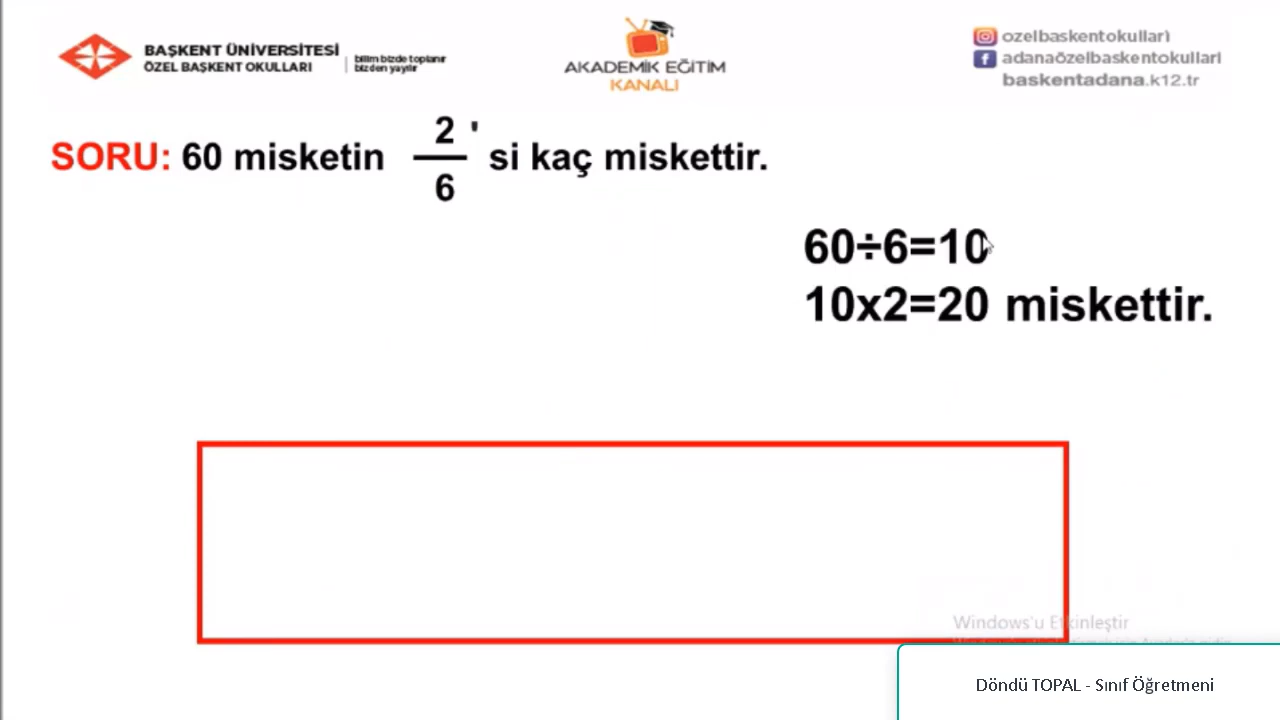 BAŞKENT ÜNİVERSİTESİ
ÖZEL BAŞKENT OKULLARI
bilim bizde toplanır
bizden yayılır
AKADEMİK EĞİTİM
KANALI
ozelbaskentokullari
adanaözelbaskentokullari
baskentadana.k12.tr
SORU: 60 misketin 2/6 'si kaç miskettir.
60÷6=10
10x2=20 miskettir.
Windows'u Etkinleştir
Döndü TOPAL - Sınıf Öğretmeni